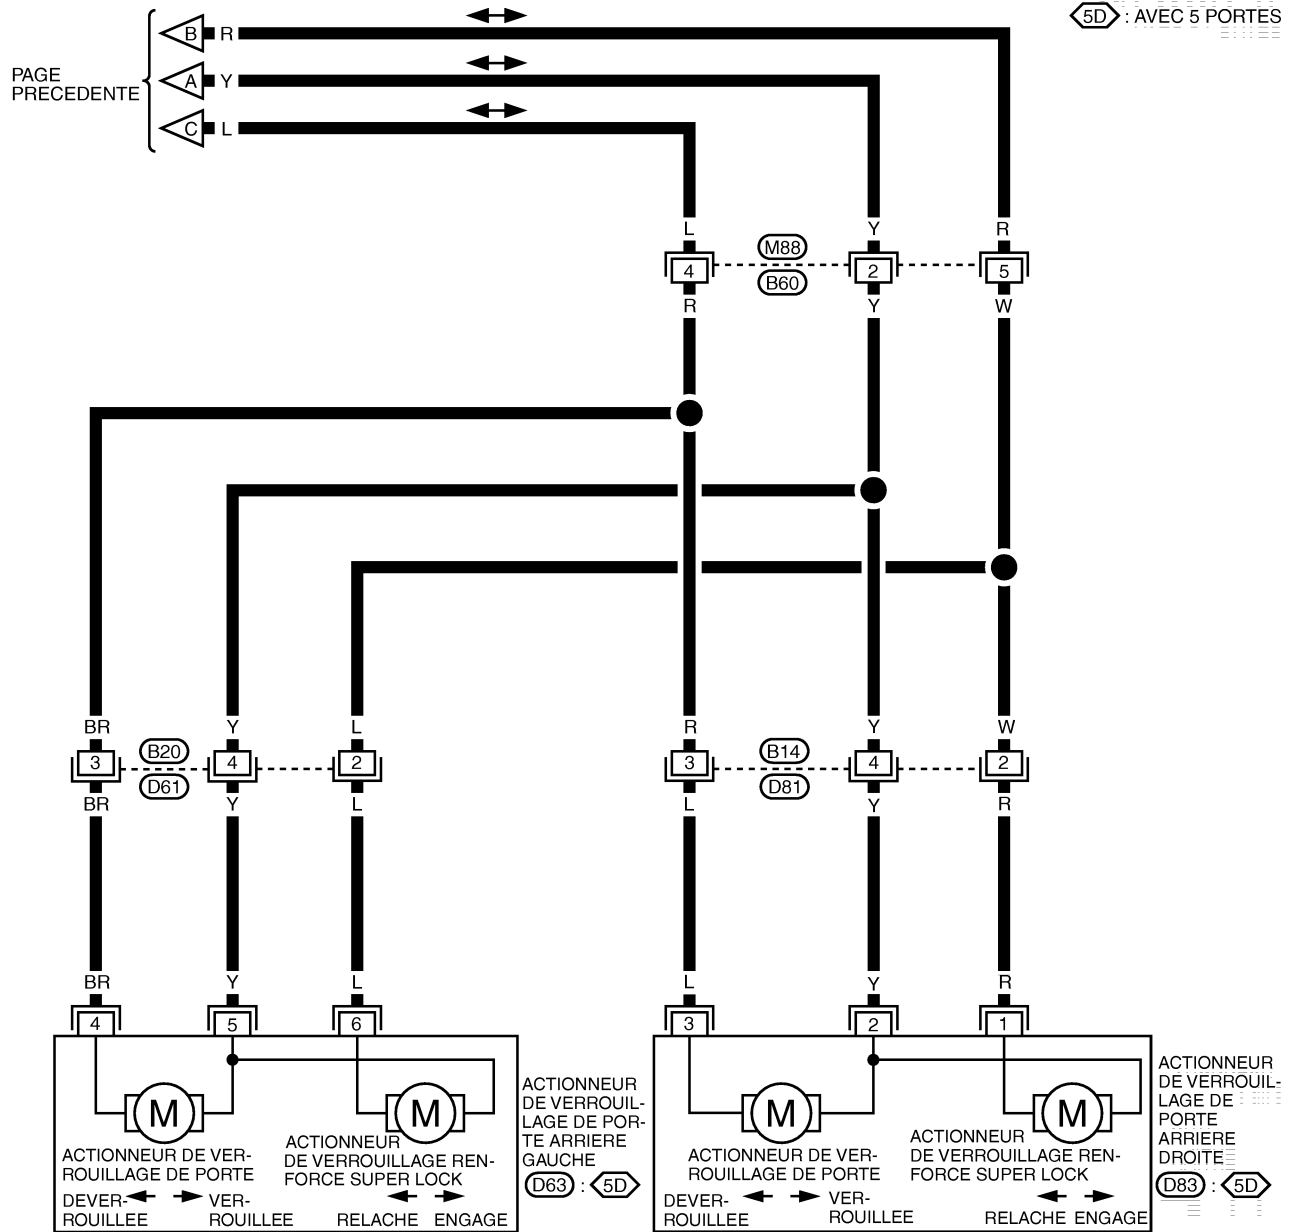 5D : AVEC 5 PORTES
B R
PAGE
PRECEDENTE
A Y
C L
L Y R
M88
4 2 5
B60
R Y W
BR Y L R Y W
B20 B14
3 4 2 3 4 2
D61 D81
BR Y L L Y R
BR Y L L Y R
4 5 6 3 2 1
M M M M
ACTIONNEUR DE VER-
ROUILLAGE DE PORTE
DEVER-
ROUILLEE
VER-
ROUILLEE
ACTIONNEUR
DE VERROUILLAGE REN-
FORCE SUPER LOCK
RELACHE ENGAGE
ACTIONNEUR
DE VERROUIL-
LAGE DE POR-
TE ARRIERE
GAUCHE
D63 : 5D
ACTIONNEUR DE VER-
ROUILLAGE DE PORTE
DEVER-
ROUILLEE
VER-
ROUILLEE
ACTIONNEUR
DE VERROUILLAGE REN-
FORCE SUPER LOCK
RELACHE ENGAGE
ACTIONNEUR
DE VERROUIL-
LAGE DE
PORTE
ARRIERE
DROITE
D83 : 5D